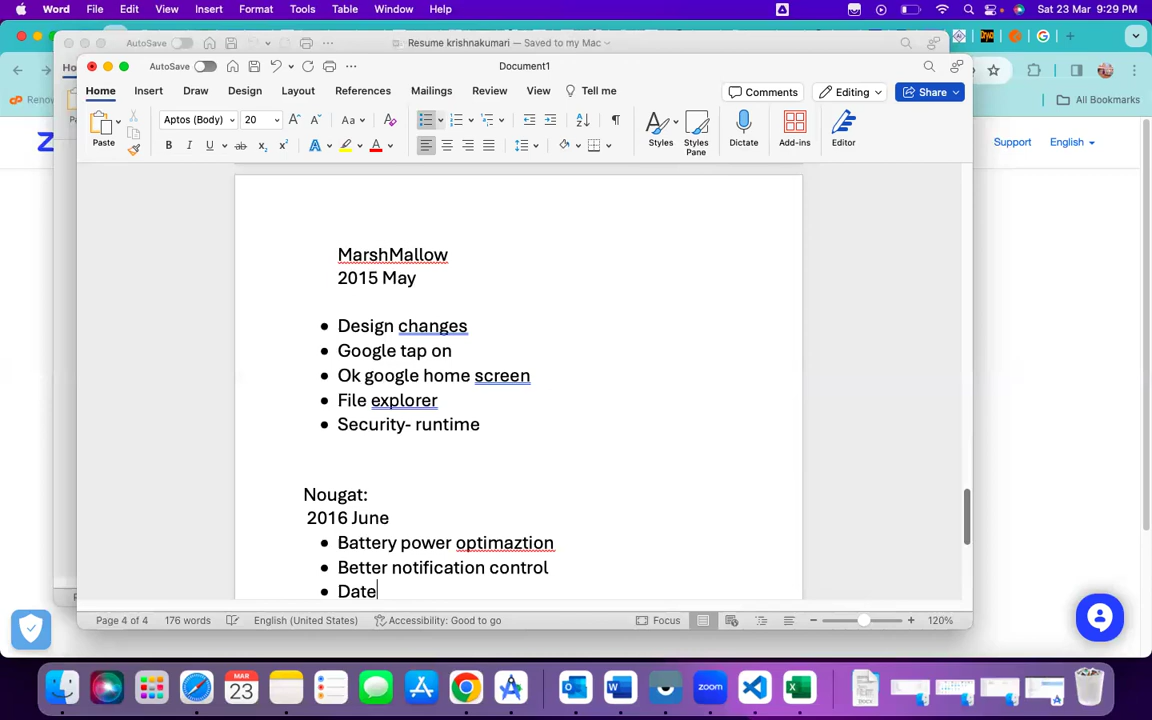 Word File Edit View Insert Format Tools Table Window Help Sat 23 Mar 9:29 PM
AutoSave Resume krishnakumari — Saved to my Mac
AutoSave Document1
Home Insert Draw Design Layout References Mailings Review View Tell me Comments Editing Share
Renov
All Bookmarks
Paste
Aptos (Body) 20
Styles Styles Pane Dictate Add-ins Editor
Support English
MarshMallow
2015 May
• Design changes
• Google tap on
• Ok google home screen
• File explorer
• Security- runtime
Nougat:
2016 June
• Battery power optimaztion
• Better notification control
• Date
Page 4 of 4 176 words English (United States) Accessibility: Good to go Focus 120%
MAR
23
zoom